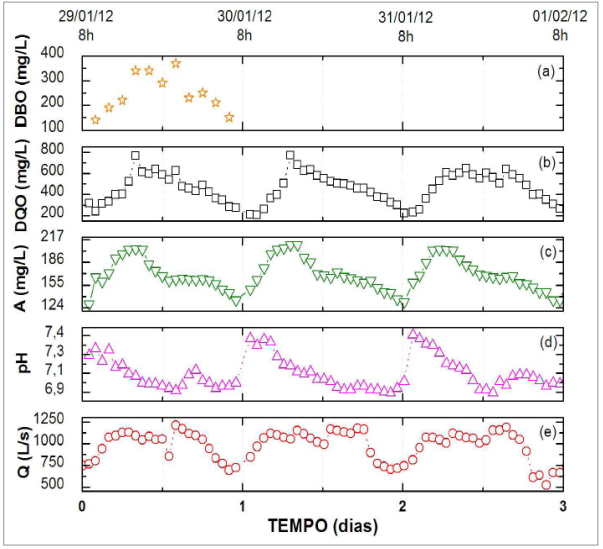 29/01/12 30/01/12 31/01/12 01/02/12
8h 8h 8h 8h
DBO (mg/L)
400
300
200
100
(a)
DQO (mg/L)
800
600
400
200
(b)
A (mg/L)
217
186
155
124
(c)
pH
7,4
7,3
7,1
6,9
(d)
Q (L/s)
1250
1000
750
500
(e)
0 1 2 3
TEMPO (dias)